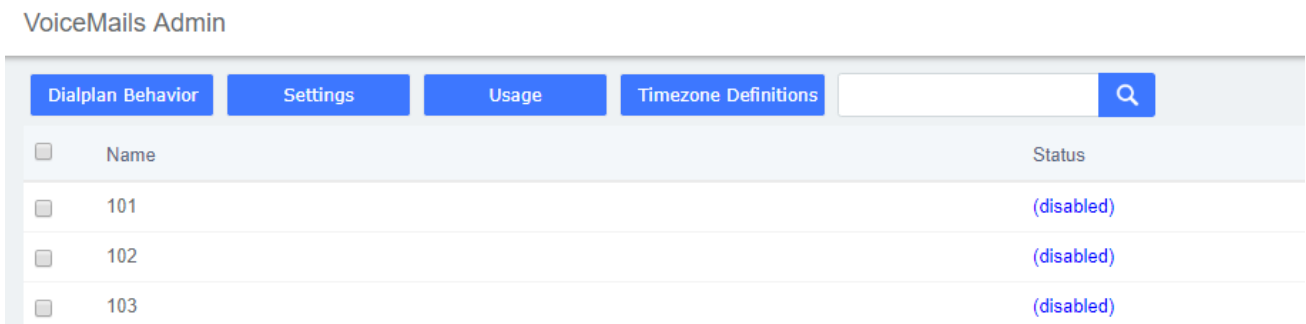 VoiceMails Admin
Dialplan Behavior Settings Usage Timezone Definitions
Name Status
101 (disabled)
102 (disabled)
103 (disabled)